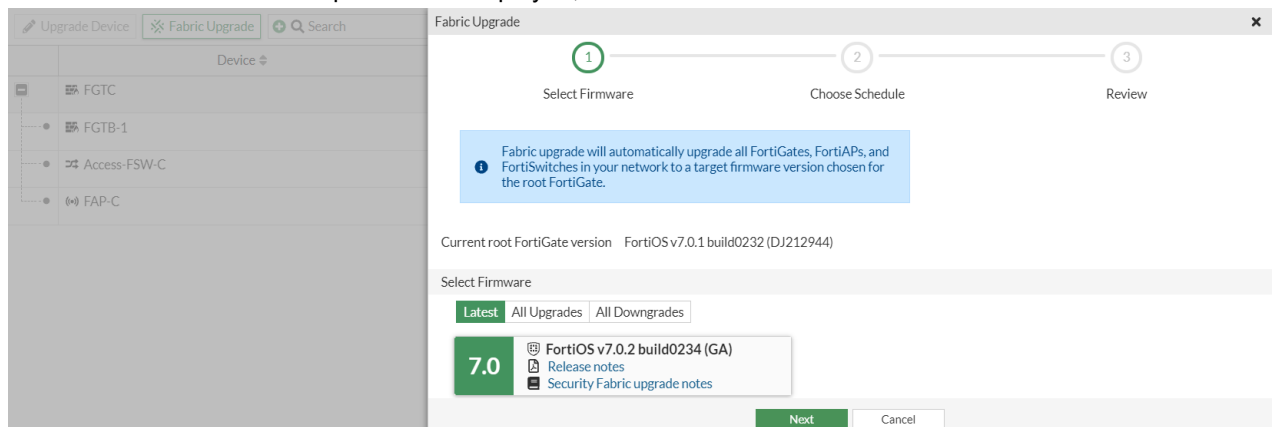 Upgrade Device Fabric Upgrade Search
Device
FGTC
FGTB-1
Access-FSW-C
FAP-C
Fabric Upgrade
1 2 3
Select Firmware Choose Schedule Review
Fabric upgrade will automatically upgrade all FortiGates, FortiAPs, and
FortiSwitches in your network to a target firmware version chosen for
the root FortiGate.
Current root FortiGate version FortiOS v7.0.1 build0232 (DJ212944)
Select Firmware
Latest All Upgrades All Downgrades
7.0
FortiOS v7.0.2 build0234 (GA)
Release notes
Security Fabric upgrade notes
Next Cancel